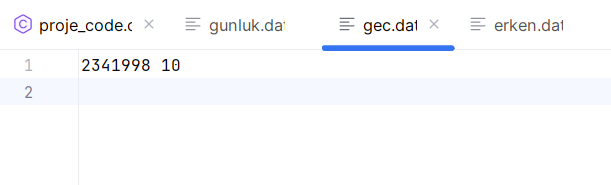 proje_code.c gunluk.dat gec.dat erken.dat
1 2341998 10
2